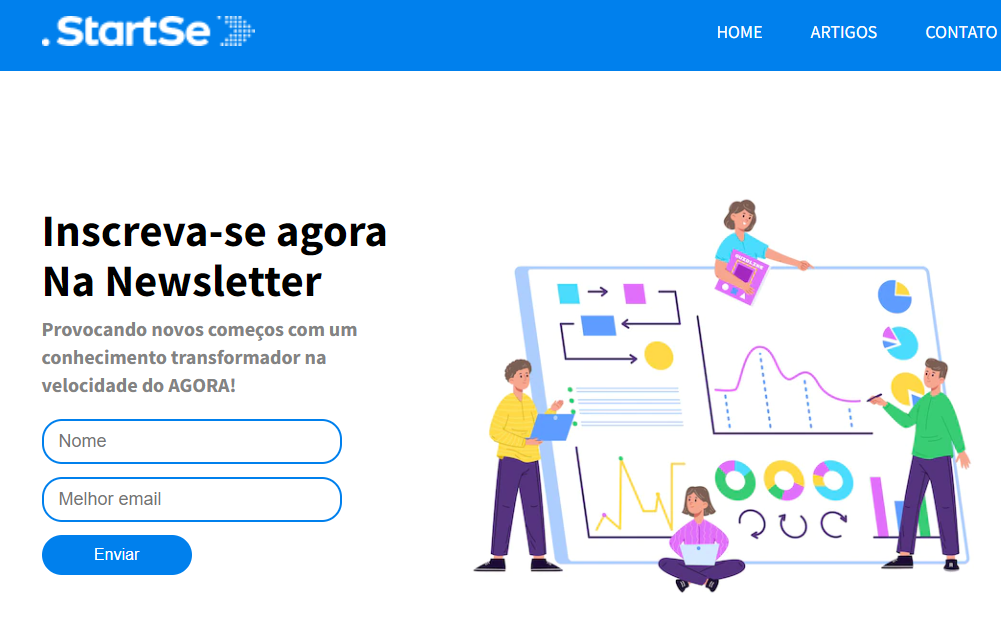 .StartSe
HOME ARTIGOS CONTATO
Inscreva-se agora
Na Newsletter
Provocando novos começos com um
conhecimento transformador na
velocidade do AGORA!
Nome
Melhor email
Enviar